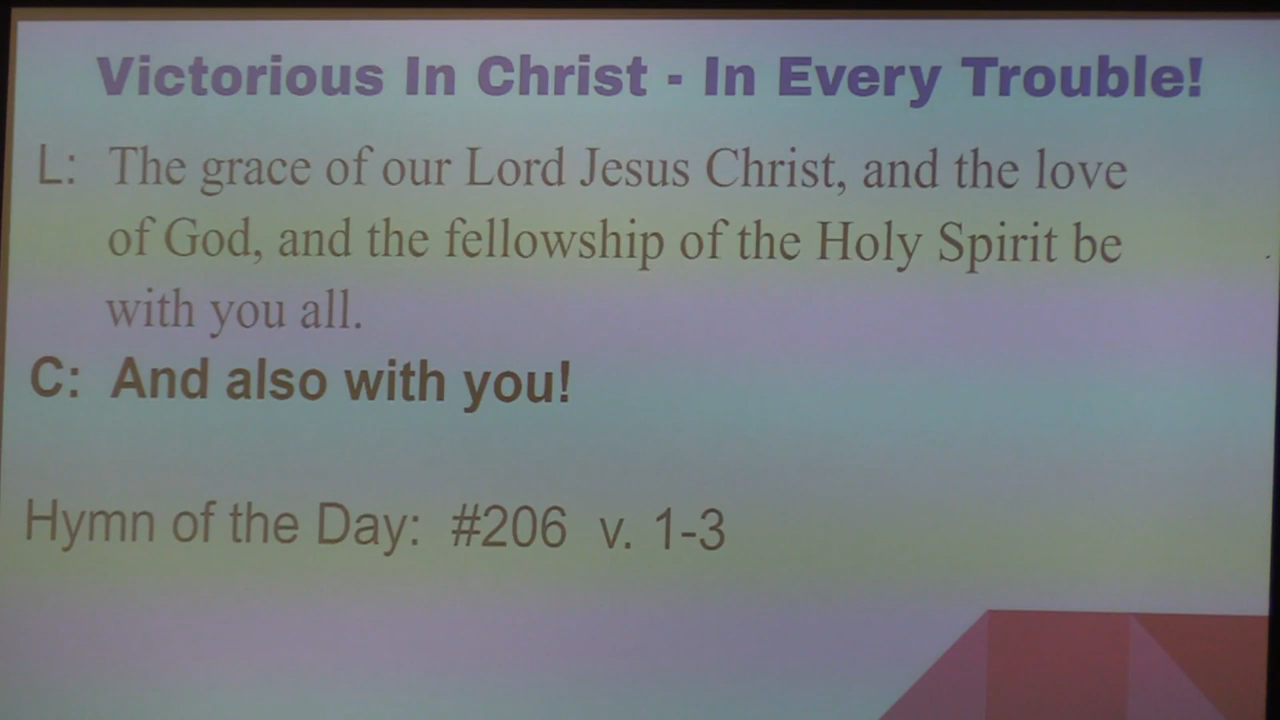 Victorious In Christ - In Every Trouble!
L: The grace of our Lord Jesus Christ, and the love
of God, and the fellowship of the Holy Spirit be
with you all.
C: And also with you!
Hymn of the Day: #206 v. 1-3